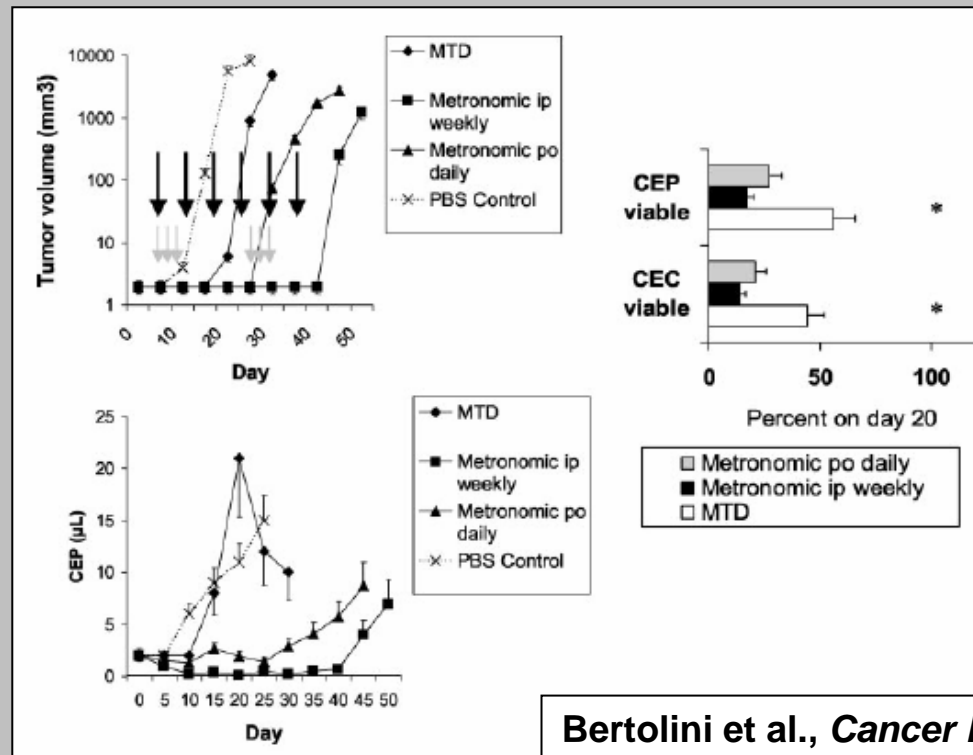 Tumor volume (mm3)
10000
1000
100
10
1
0 10 20 30 40 50
Day
MTD
Metronomic ip
weekly
Metronomic po
daily
PBS Control
CEP
viable
*
CEC
viable
*
0 50 100
Percent on day 20
Metronomic po daily
Metronomic ip weekly
MTD
CEP (µL)
25
20
15
10
5
0
0 5 10 15 20 25 30 35 40 45 50
Day
MTD
Metronomic ip
weekly
Metronomic po
daily
PBS Control
Bertolini et al., Cancer